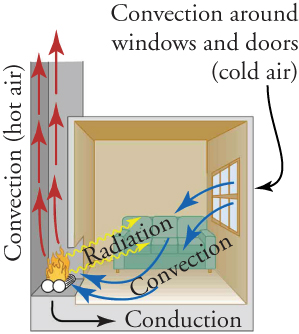 Convection around
windows and doors
(cold air)
Convection (hot air)
Radiation
Convection
Conduction